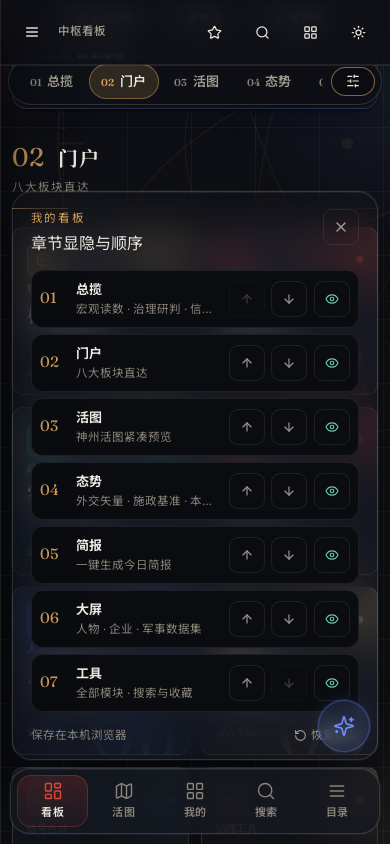 中枢看板
01 总揽
02 门户
03 活图
04 态势
02 门户
八大板块直达
我的看板
章节显隐与顺序
01 总揽
宏观读数 · 治理研判 · 信...
02 门户
八大板块直达
03 活图
神州活图紧凑预览
04 态势
外交矢量 · 施政基准 · 本...
05 简报
一键生成今日简报
06 大屏
人物 · 企业 · 军事数据集
07 工具
全部模块 · 搜索与收藏
保存在本机浏览器
恢
看板
活图
我的
搜索
目录